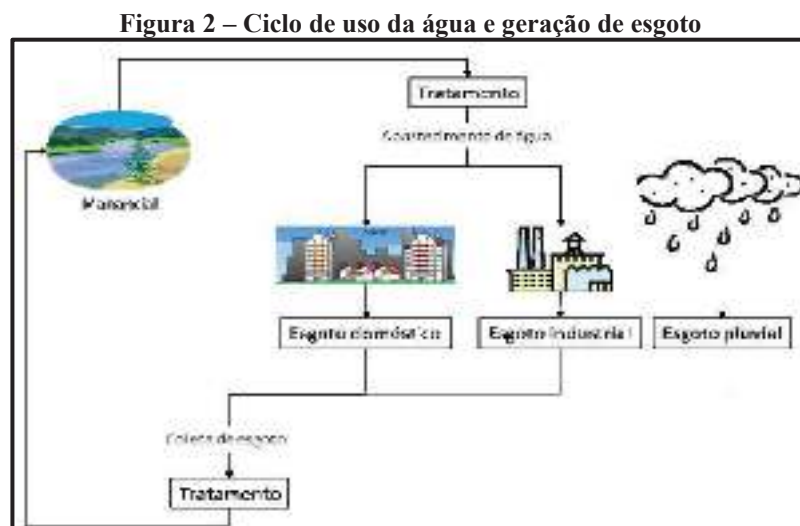 Figura 2 – Ciclo de uso da água e geração de esgoto
Tratamento
Abastecimento de água
Manancial
Esgoto doméstico
Esgoto industrial
Esgoto pluvial
Coleta de esgoto
Tratamento